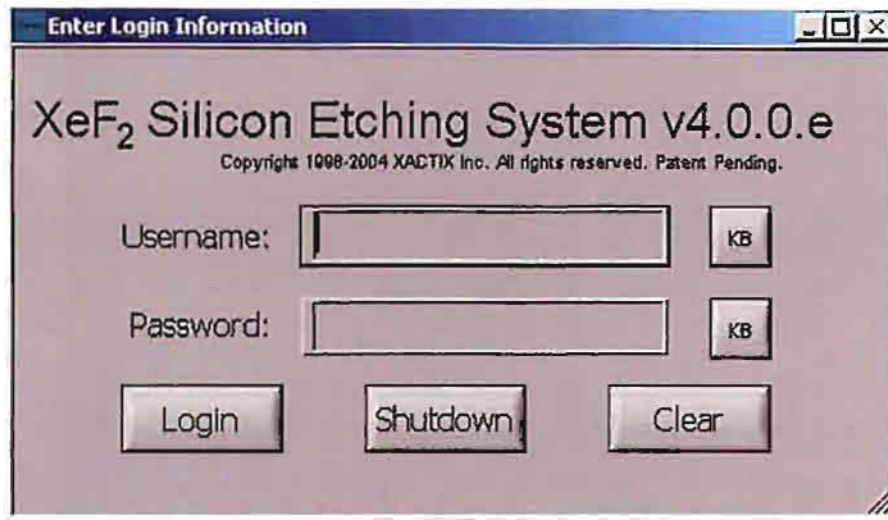 Enter Login Information
XeF₂ Silicon Etching System v4.0.0.e
Copyright 1998-2004 XACTIX Inc. All rights reserved. Patent Pending.
Username:
KB
Password:
KB
Login Shutdown Clear